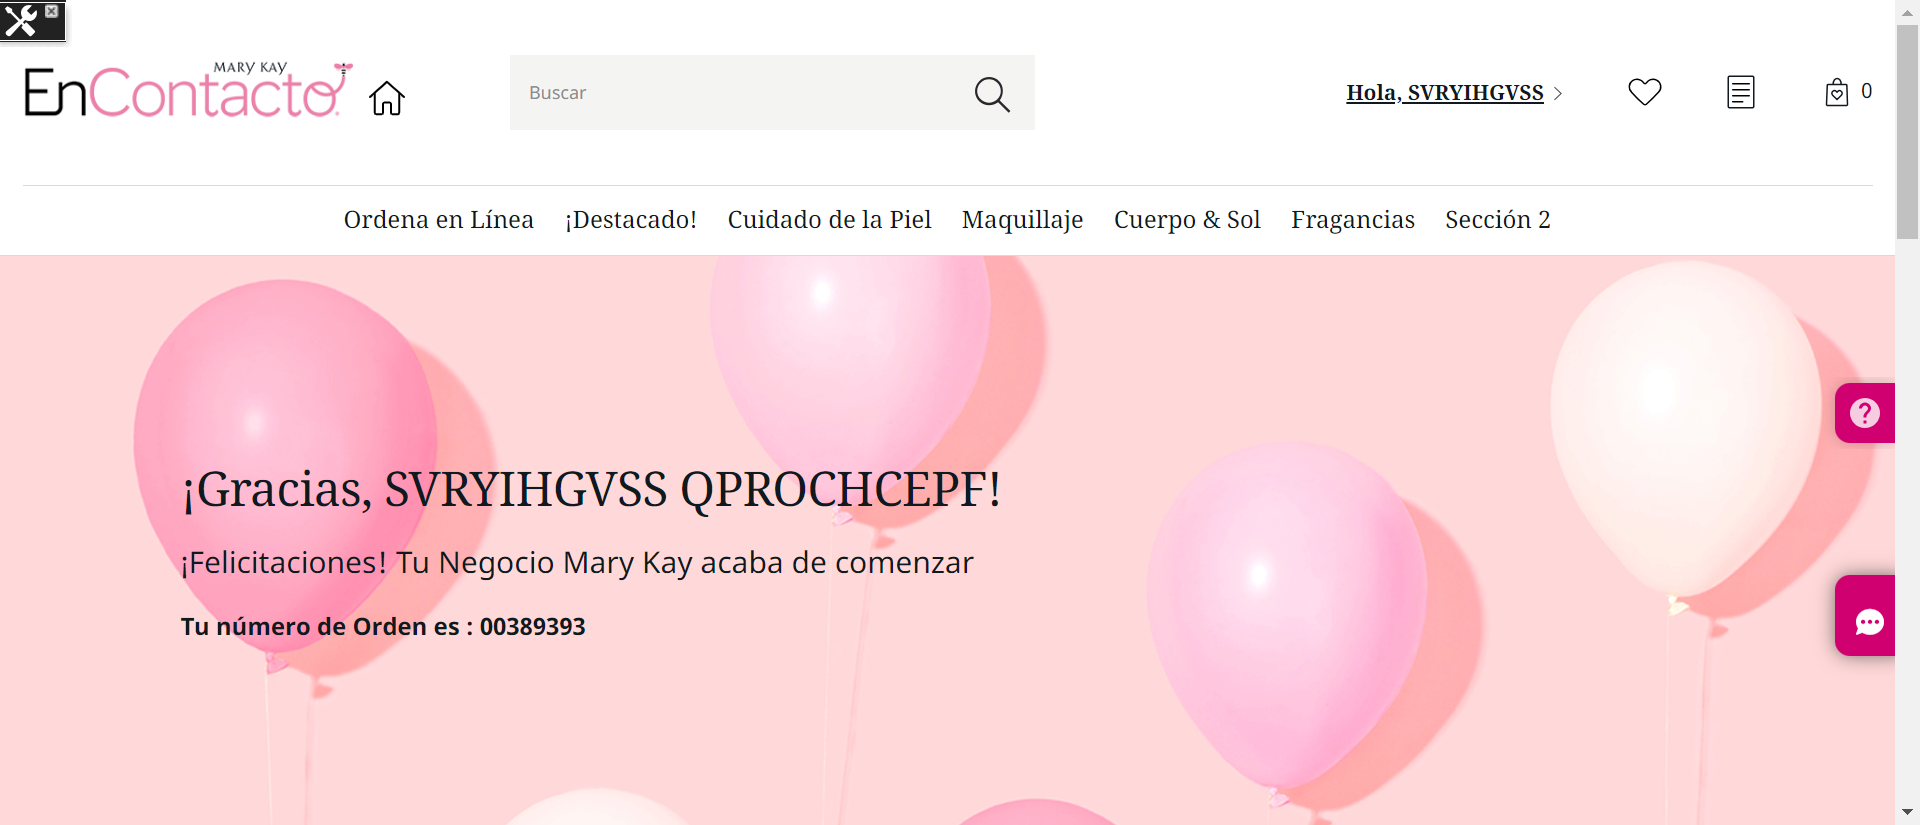 MARY KAY
EnContacto
Buscar
Hola, SVRYIHGVSS
0
Ordena en Línea
¡Destacado!
Cuidado de la Piel
Maquillaje
Cuerpo & Sol
Fragancias
Sección 2
¡Gracias, SVRYIHGVSS QPROCHCEPF!
¡Felicitaciones! Tu Negocio Mary Kay acaba de comenzar
Tu número de Orden es : 00389393